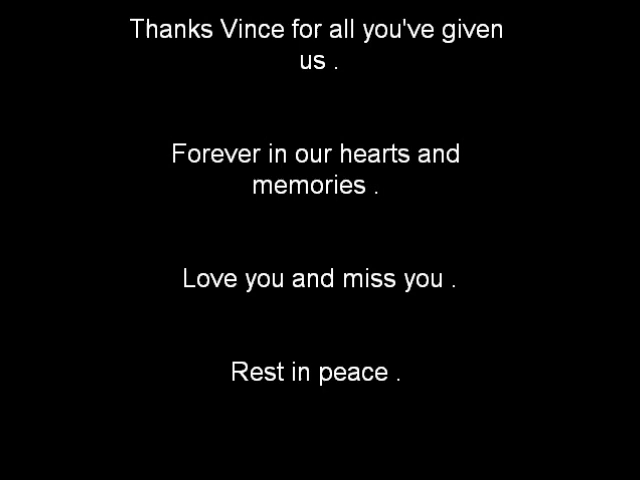 Thanks Vince for all you've given
us .
Forever in our hearts and
memories .
Love you and miss you .
Rest in peace .